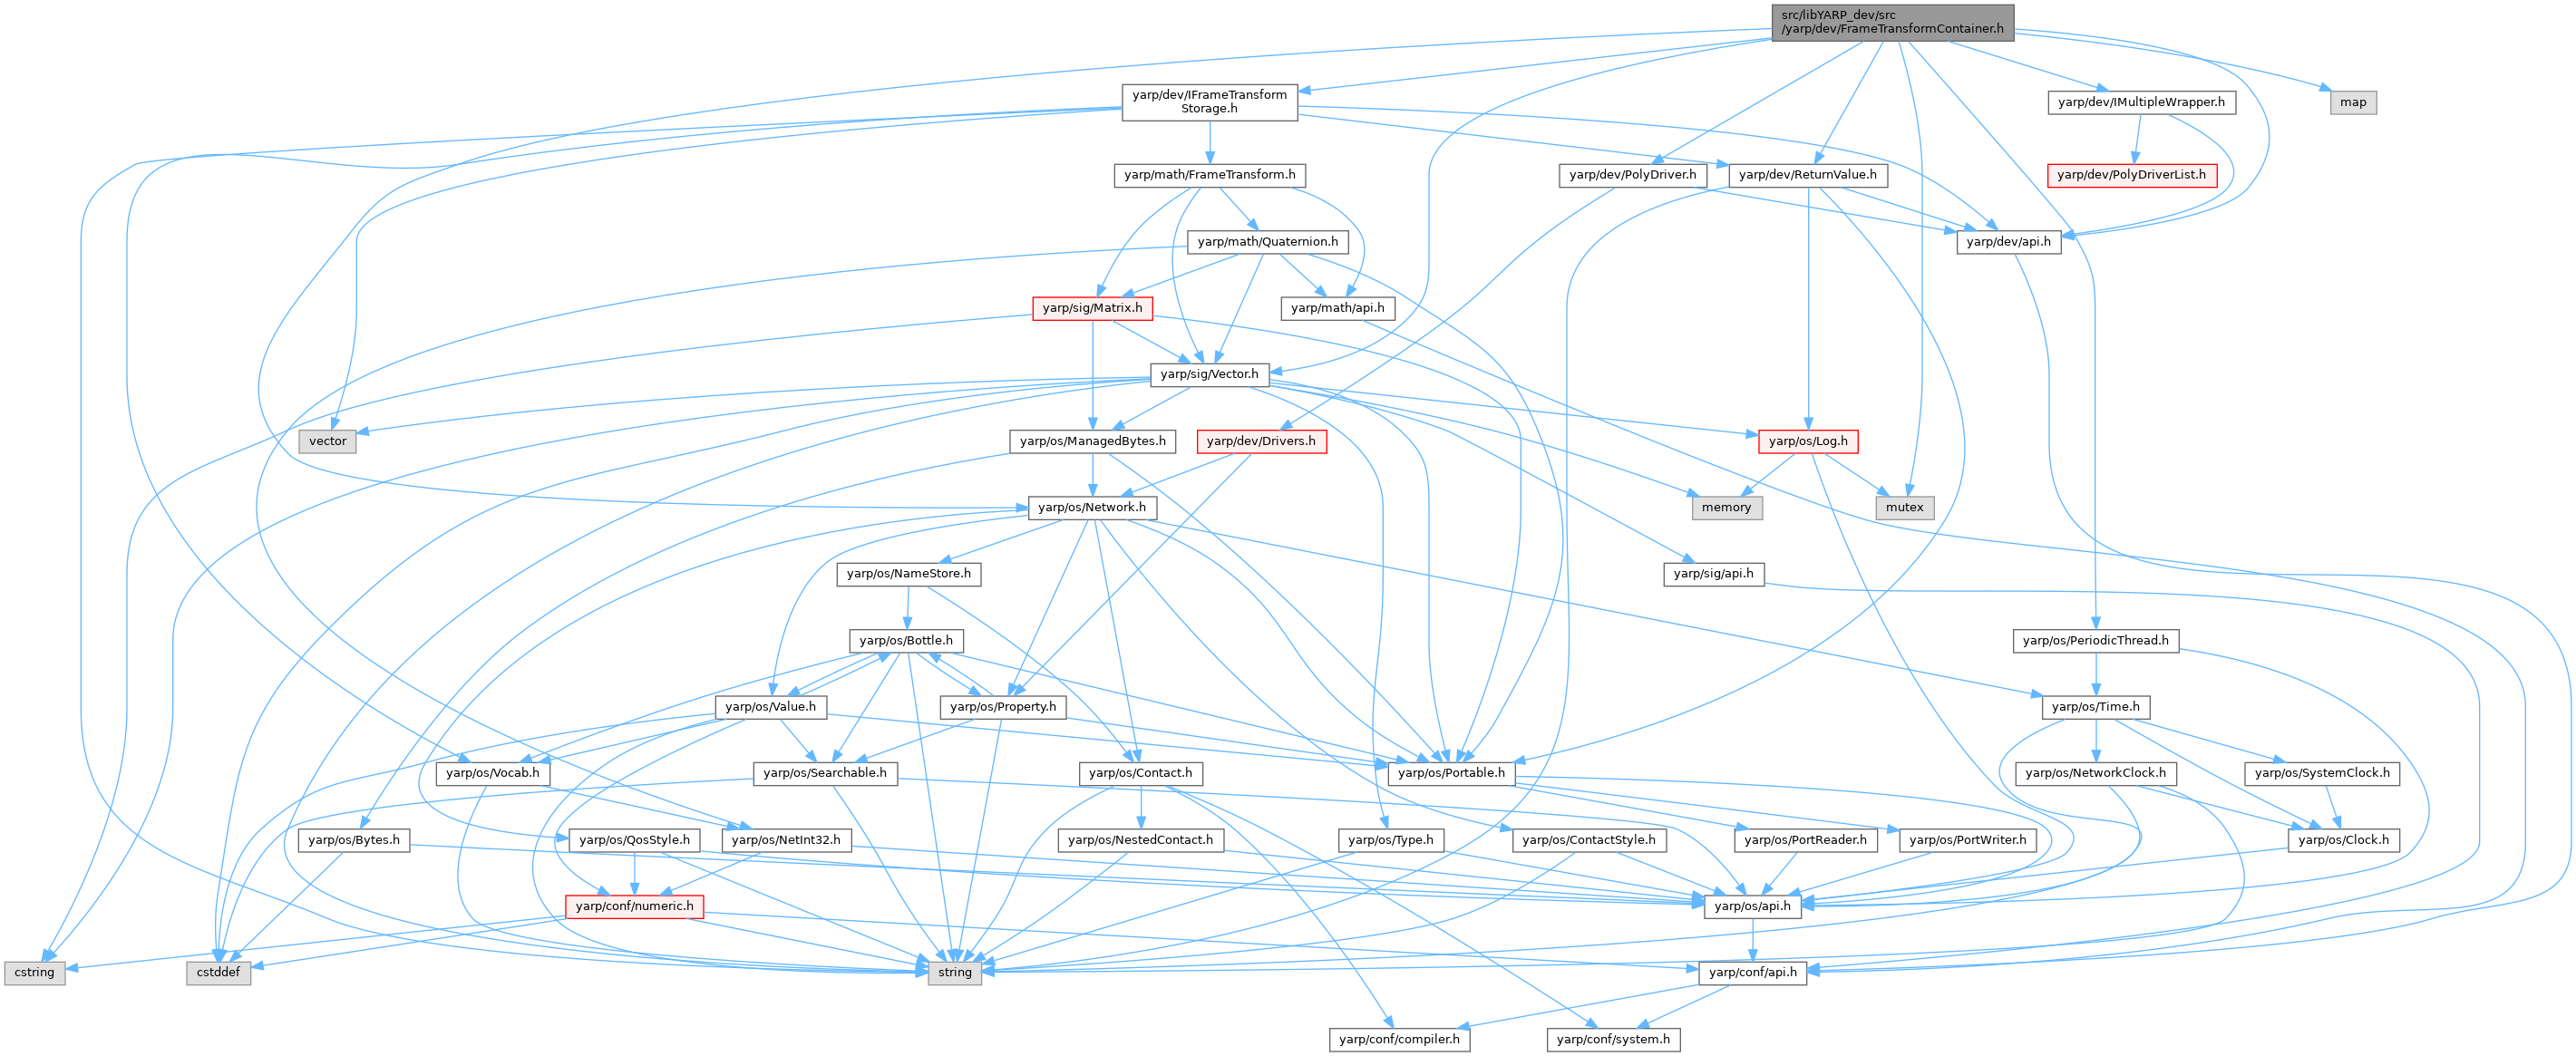 src/libYARP_dev/src
/yarp/dev/FrameTransformContainer.h
yarp/dev/IFrameTransform
Storage.h
yarp/dev/IMultipleWrapper.h
map
yarp/math/FrameTransform.h
yarp/dev/PolyDriver.h
yarp/dev/ReturnValue.h
yarp/dev/PolyDriverList.h
yarp/math/Quaternion.h
yarp/dev/api.h
yarp/sig/Matrix.h
yarp/math/api.h
yarp/sig/Vector.h
vector
yarp/os/ManagedBytes.h
yarp/dev/Drivers.h
yarp/os/Log.h
yarp/os/Network.h
memory
mutex
yarp/os/NameStore.h
yarp/sig/api.h
yarp/os/Bottle.h
yarp/os/PeriodicThread.h
yarp/os/Value.h
yarp/os/Property.h
yarp/os/Time.h
yarp/os/Vocab.h
yarp/os/Searchable.h
yarp/os/Contact.h
yarp/os/Portable.h
yarp/os/NetworkClock.h
yarp/os/SystemClock.h
yarp/os/Bytes.h
yarp/os/QosStyle.h
yarp/os/NetInt32.h
yarp/os/NestedContact.h
yarp/os/Type.h
yarp/os/ContactStyle.h
yarp/os/PortReader.h
yarp/os/PortWriter.h
yarp/os/Clock.h
yarp/conf/numeric.h
yarp/os/api.h
cstring
cstddef
string
yarp/conf/api.h
yarp/conf/compiler.h
yarp/conf/system.h